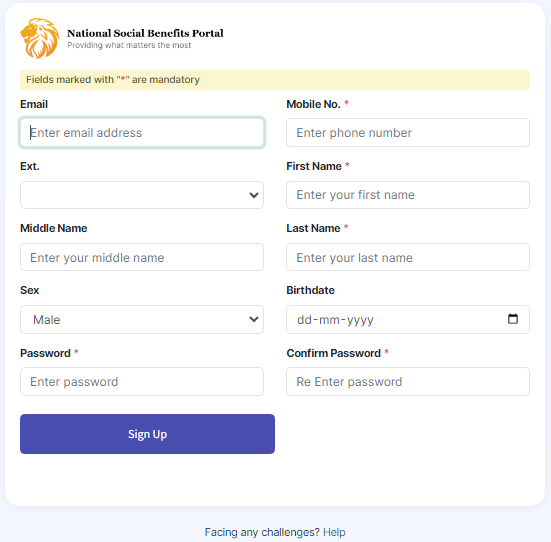 National Social Benefits Portal
Providing what matters the most
Fields marked with "*" are mandatory
Email
Mobile No. *
Enter email address
Enter phone number
Ext.
First Name *
Enter your first name
Middle Name
Last Name *
Enter your middle name
Enter your last name
Sex
Birthdate
Male
dd-mm-yyyy
Password *
Confirm Password *
Enter password
Re Enter password
Sign Up
Facing any challenges? Help